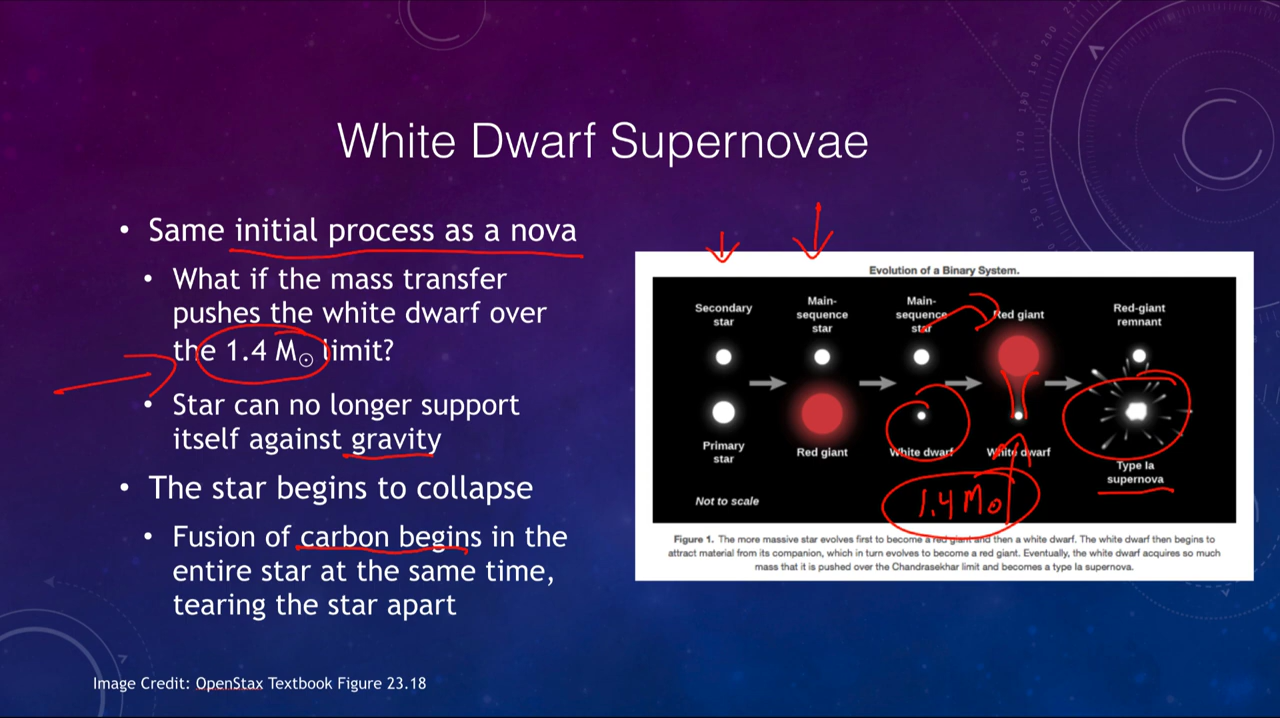 White Dwarf Supernovae
• Same initial process as a nova
• What if the mass transfer
pushes the white dwarf over
the 1.4 M☉ limit?
• Star can no longer support
itself against gravity
• The star begins to collapse
• Fusion of carbon begins in the
entire star at the same time,
tearing the star apart
Image Credit: OpenStax Textbook Figure 23.18
Evolution of a Binary System.
Secondary
star
Main-
sequence
star
Main-
sequence
star
Red giant
Red-giant
remnant
Primary
star
Red giant
White dwarf
White dwarf
Type Ia
supernova
1.4 M☉
Not to scale
Figure 1. The more massive star evolves first to become a red giant and then a white dwarf. The white dwarf then begins to
attract material from its companion, which in turn evolves to become a red giant. Eventually, the white dwarf acquires so much
mass that it is pushed over the Chandrasekhar limit and becomes a type Ia supernova.
210
200
190
170
160
150